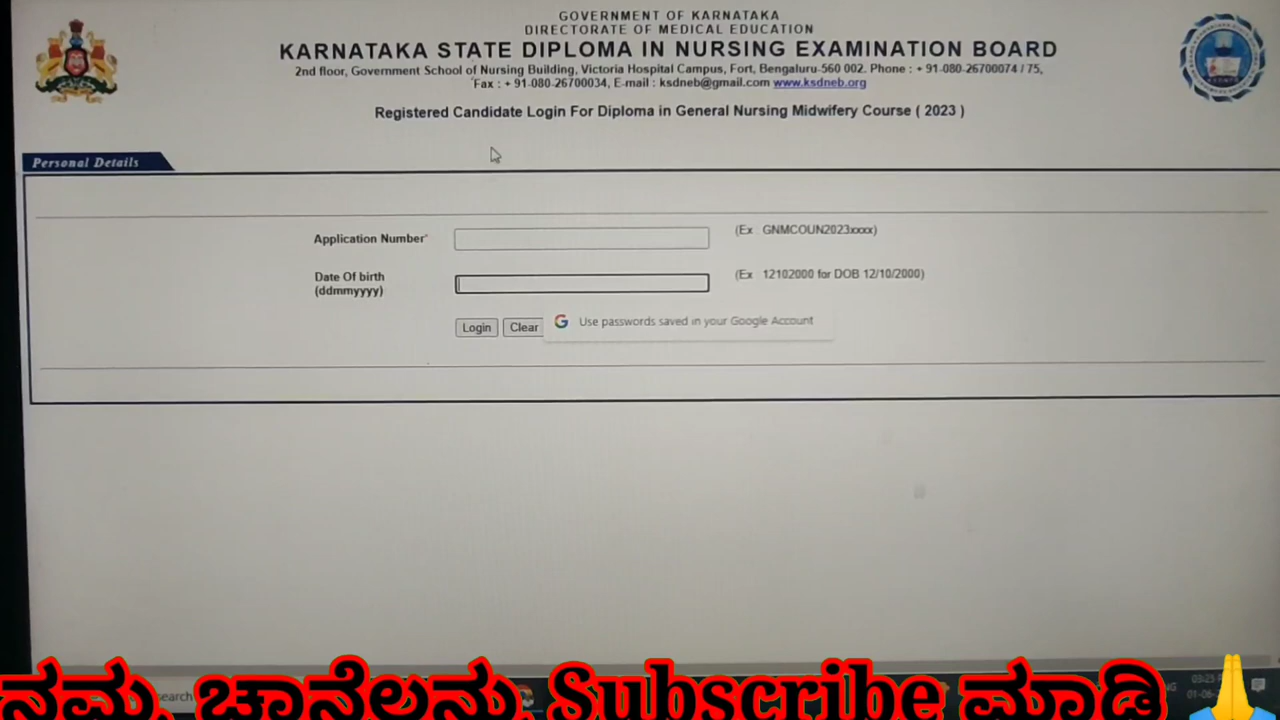 GOVERNMENT OF KARNATAKA
DIRECTORATE OF MEDICAL EDUCATION
KARNATAKA STATE DIPLOMA IN NURSING EXAMINATION BOARD
2nd floor, Government School of Nursing Building, Victoria Hospital Campus, Fort, Bengaluru-560 002. Phone : + 91-080-26700074 / 75,
Fax : + 91-080-26700034, E-mail : ksdneb@gmail.com www.ksdneb.org
Registered Candidate Login For Diploma in General Nursing Midwifery Course ( 2023 )
Personal Details
Application Number* (Ex GNMCOUN2023xxxx)
Date Of birth
(ddmmyyyy) (Ex 12102000 for DOB 12/10/2000)
Login Clear Use passwords saved in your Google Account
search
ನಮ್ಮ ಚಾನೆಲನ್ನು Subscribe ಮಾಡಿ 🙏